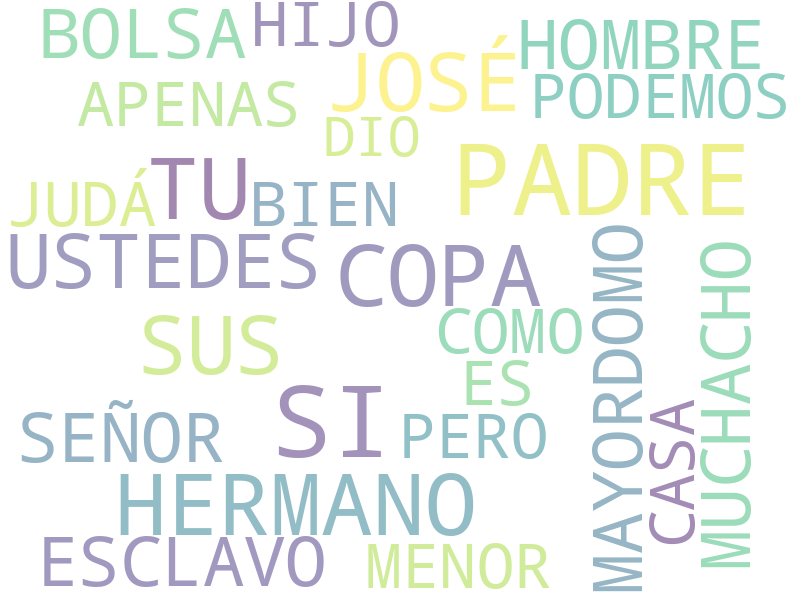 BOLSA
HIJO
HOMBRE
JOSÉ
PODEMOS
APENAS
DIO
PADRE
TU
JUDÁ
BIEN
USTEDES
COPA
MAYORDOMO
MUCHACHO
SUS
COMO
ES
SI
CASA
SEÑOR
PERO
HERMANO
ESCLAVO
MENOR